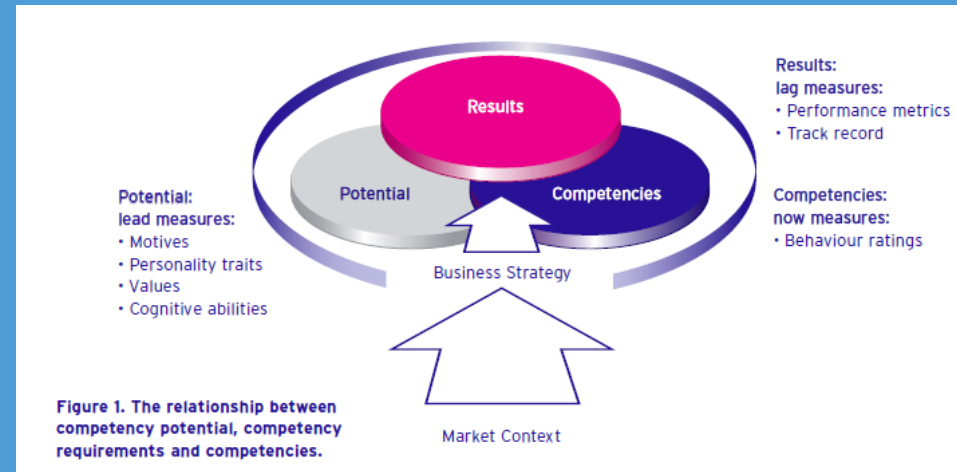 Results
Potential
Competencies
Business Strategy
Market Context
Results:
lag measures:
• Performance metrics
• Track record
Competencies:
now measures:
• Behaviour ratings
Potential:
lead measures:
• Motives
• Personality traits
• Values
• Cognitive abilities
Figure 1. The relationship between
competency potential, competency
requirements and competencies.